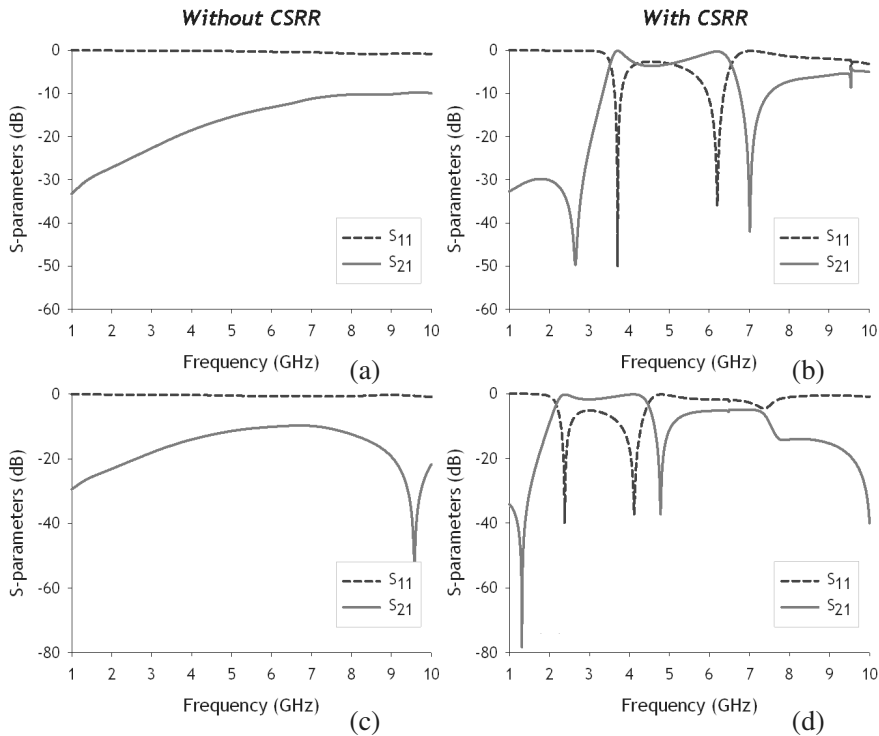 Without CSRR
With CSRR
0
-10
-20
-30
-40
-50
-60
S-parameters (dB)
S11
S21
1 2 3 4 5 6 7 8 9 10
Frequency (GHz)
(a)
0
-10
-20
-30
-40
-50
-60
S-parameters (dB)
S11
S21
1 2 3 4 5 6 7 8 9 10
Frequency (GHz)
(b)
0
-20
-40
-60
-80
S-parameters (dB)
S11
S21
1 2 3 4 5 6 7 8 9 10
Frequency (GHz)
(c)
0
-20
-40
-60
-80
S-parameters (dB)
S11
S21
1 2 3 4 5 6 7 8 9 10
Frequency (GHz)
(d)